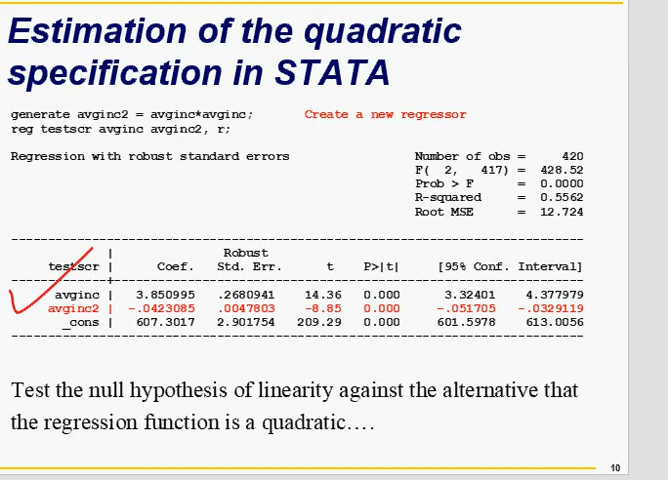 Estimation of the quadratic
specification in STATA
generate avginc2 = avginc*avginc; Create a new regressor
reg testscr avginc avginc2, r;
Regression with robust standard errors Number of obs = 420
F( 2, 417) = 428.52
Prob > F = 0.0000
R-squared = 0.5562
Root MSE = 12.724
| Robust
testscr | Coef. Std. Err. t P>|t| [95% Conf. Interval]
avginc | 3.850995 .2680941 14.36 0.000 3.32401 4.377979
avginc2 | -.0423085 .0047803 -8.85 0.000 -.051705 -.0329119
_cons | 607.3017 2.901754 209.29 0.000 601.5978 613.0056
Test the null hypothesis of linearity against the alternative that
the regression function is a quadratic….
10